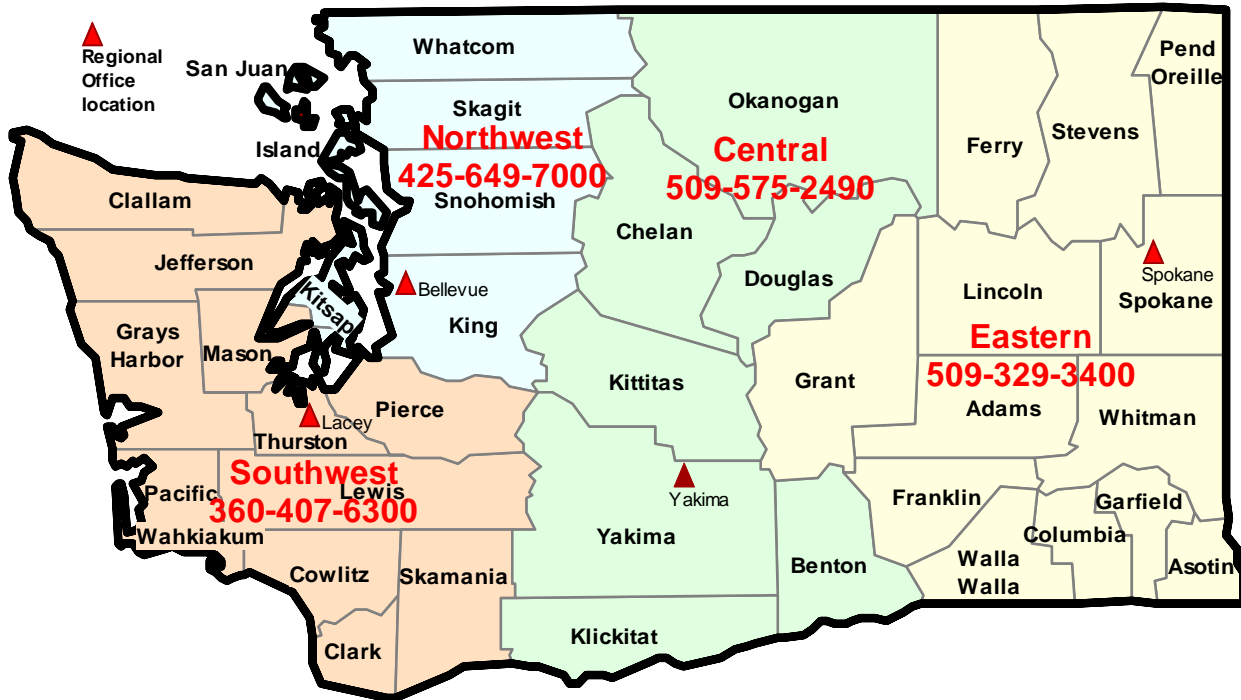 Regional
Office
location
San Juan
Whatcom
Skagit
Island
Northwest
425-649-7000
Snohomish
Okanogan
Central
509-575-2490
Pend
Oreille
Stevens
Ferry
Clallam
Jefferson
Chelan
Douglas
Lincoln
Spokane
Spokane
Kitsap
Bellevue
King
Grays
Harbor
Mason
Kittitas
Grant
Eastern
509-329-3400
Adams
Whitman
Pierce
Lacey
Thurston
Southwest
360-407-6300
Lewis
Pacific
Wahkiakum
Yakima
Yakima
Franklin
Garfield
Columbia
Walla
Walla
Asotin
Benton
Cowlitz
Skamania
Clark
Klickitat